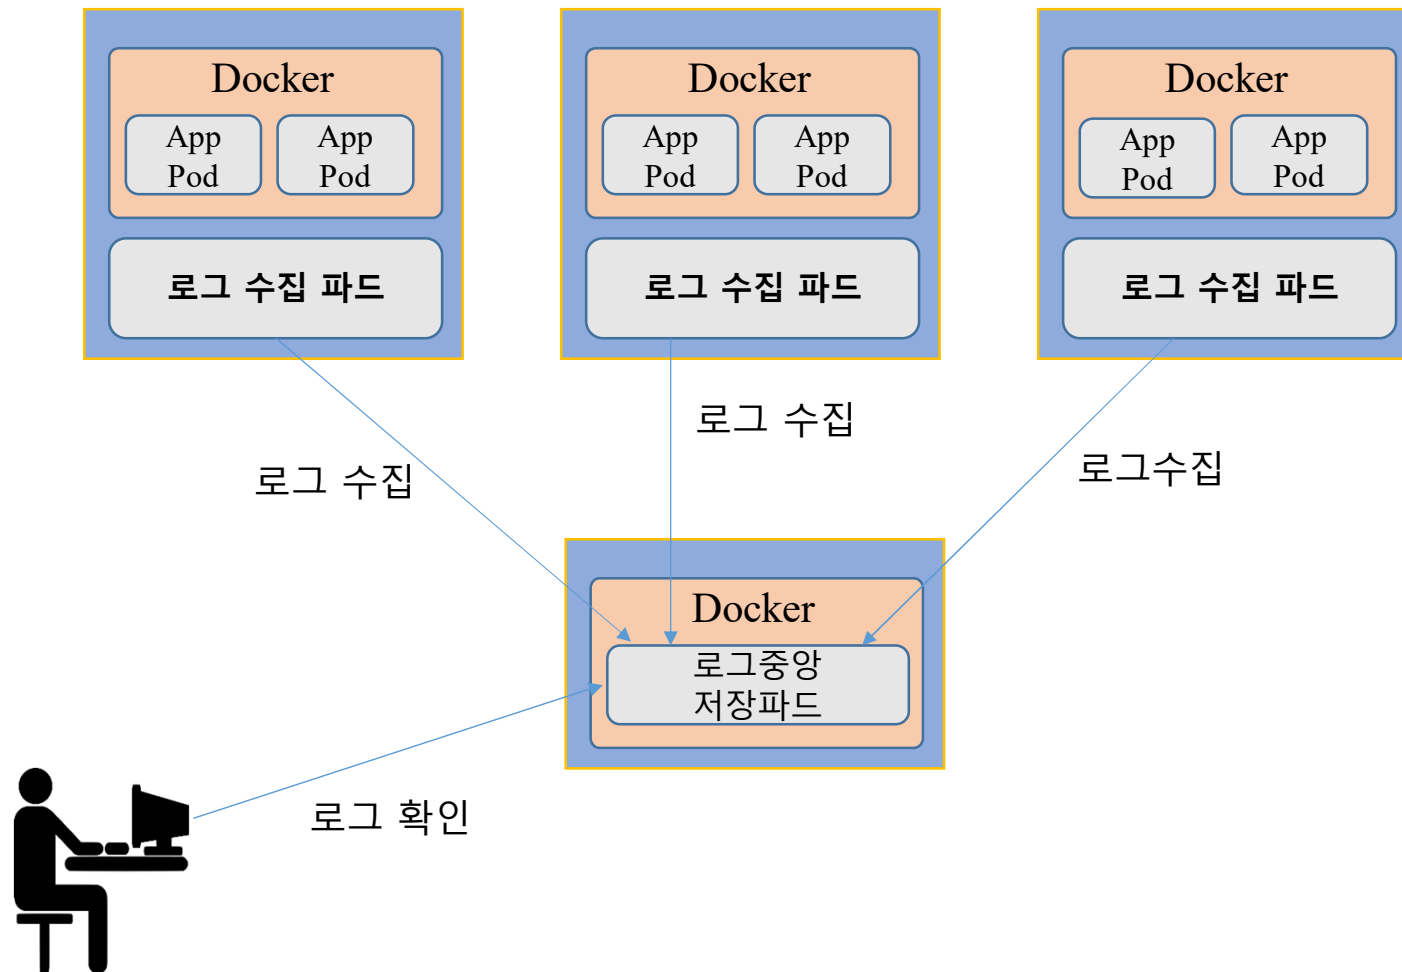 Docker
App
Pod
App
Pod
로그 수집 파드
Docker
App
Pod
App
Pod
로그 수집 파드
Docker
App
Pod
App
Pod
로그 수집 파드
로그 수집
로그 수집
로그수집
Docker
로그중앙
저장파드
로그 확인